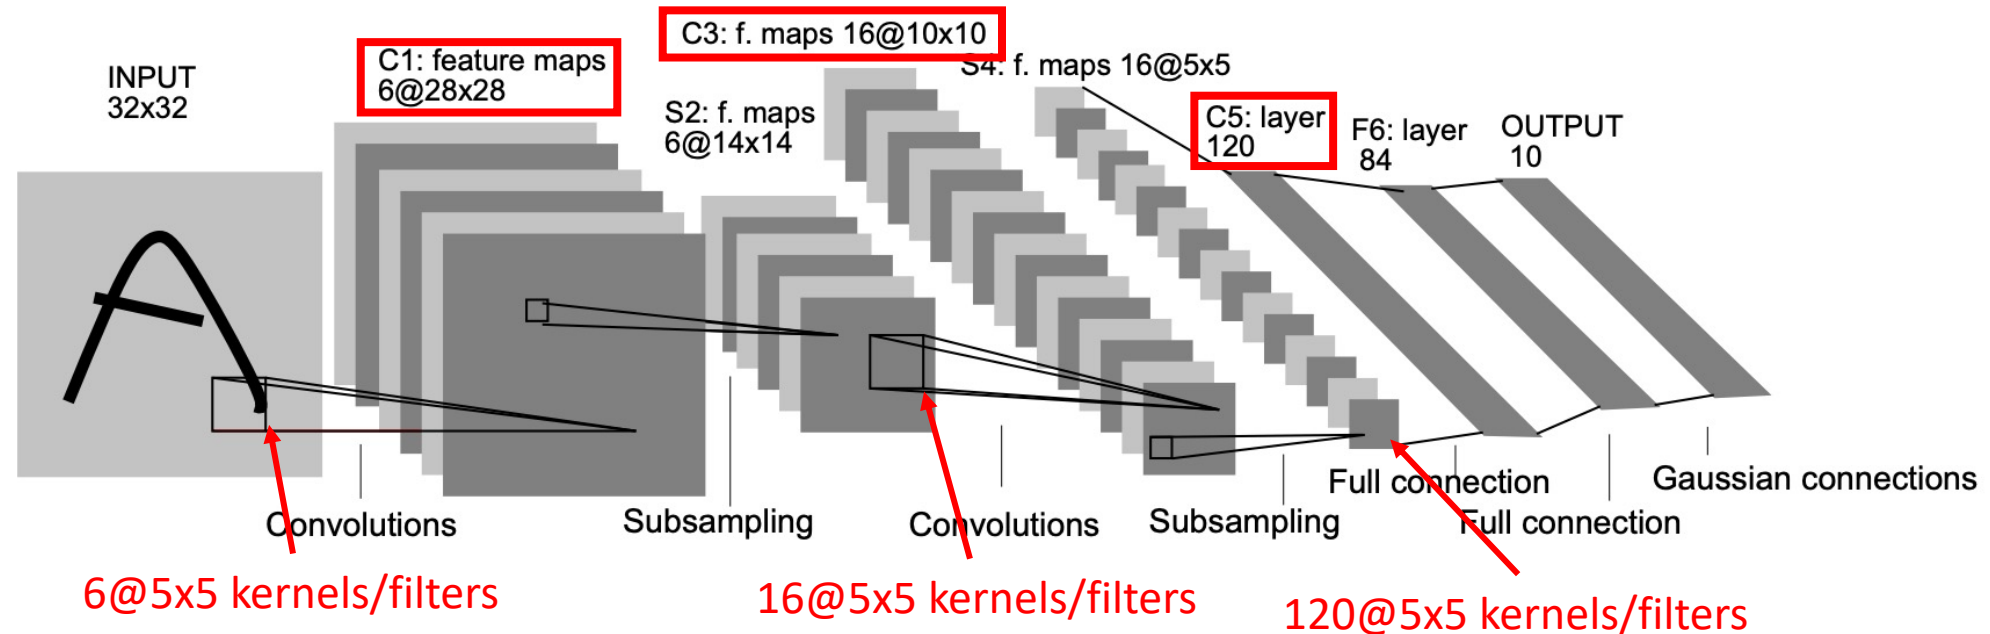 INPUT
32x32
C1: feature maps
6@28x28
S2: f. maps
6@14x14
C3: f. maps 16@10x10
S4: f. maps 16@5x5
C5: layer
120
F6: layer
84
OUTPUT
10
Convolutions
Subsampling
Convolutions
Subsampling
Full connection
Full connection
Gaussian connections
6@5x5 kernels/filters
16@5x5 kernels/filters
120@5x5 kernels/filters